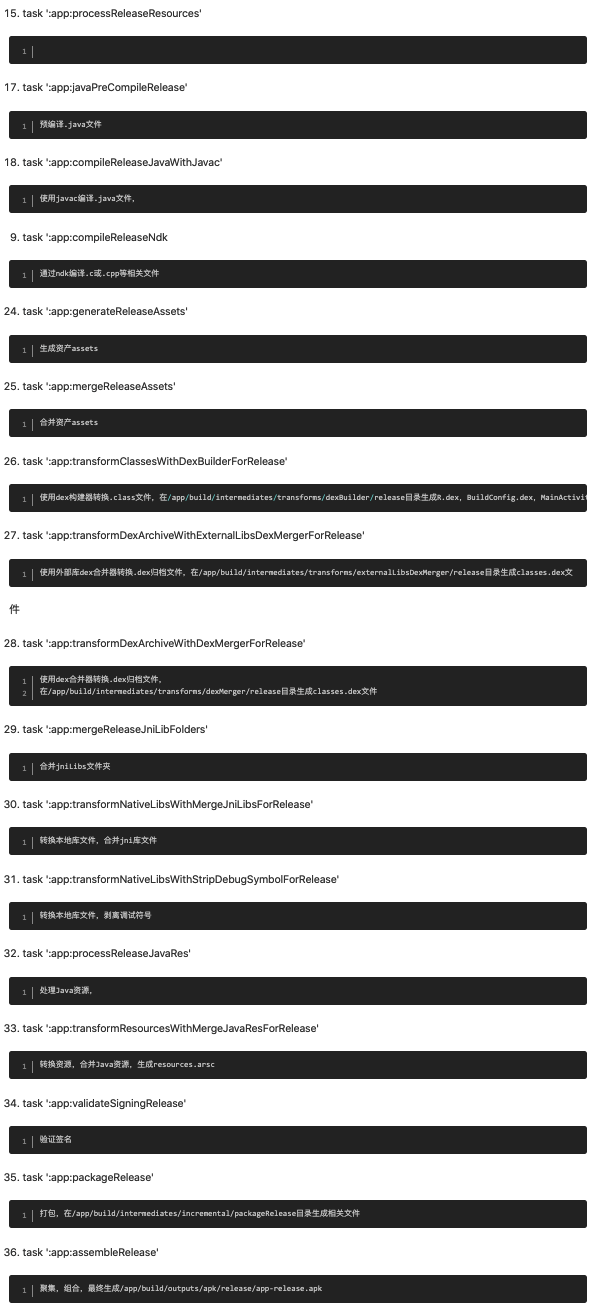 15. task ':app:processReleaseResources'
1
17. task ':app:javaPreCompileRelease'
1 预编译.java文件
18. task ':app:compileReleaseJavaWithJavac'
1 使用javac编译.java文件,
9. task ':app:compileReleaseNdk
1 通过ndk编译.c或.cpp等相关文件
24. task ':app:generateReleaseAssets'
1 生成资产assets
25. task ':app:mergeReleaseAssets'
1 合并资产assets
26. task ':app:transformClassesWithDexBuilderForRelease'
1 使用dex构建器转换.class文件，在/app/build/intermediates/transforms/dexBuilder/release目录生成R.dex、BuildConfig.dex、MainActivit
27. task ':app:transformDexArchiveWithExternalLibsDexMergerForRelease'
1 使用外部库dex合并器转换.dex归档文件，在/app/build/intermediates/transforms/externalLibsDexMerger/release目录生成classes.dex文
件
28. task ':app:transformDexArchiveWithDexMergerForRelease'
1 使用dex合并器转换.dex归档文件，
2 在/app/build/intermediates/transforms/dexMerger/release目录生成classes.dex文件
29. task ':app:mergeReleaseJniLibFolders'
1 合并jniLibs文件夹
30. task ':app:transformNativeLibsWithMergeJniLibsForRelease'
1 转换本地库文件，合并jni库文件
31. task ':app:transformNativeLibsWithStripDebugSymbolForRelease'
1 转换本地库文件，剥离调试符号
32. task ':app:processReleaseJavaRes'
1 处理Java资源，
33. task ':app:transformResourcesWithMergeJavaResForRelease'
1 转换资源，合并Java资源，生成resources.arsc
34. task ':app:validateSigningRelease'
1 验证签名
35. task ':app:packageRelease'
1 打包，在/app/build/intermediates/incremental/packageRelease目录生成相关文件
36. task ':app:assembleRelease'
1 聚集，组合，最终生成/app/build/outputs/apk/release/app-release.apk